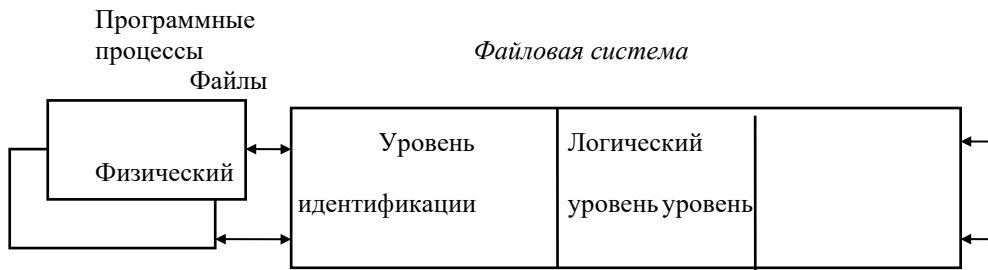 Программные
процессы
Файловая система
Файлы
Уровень
Логический
Физический
идентификации
уровень уровень